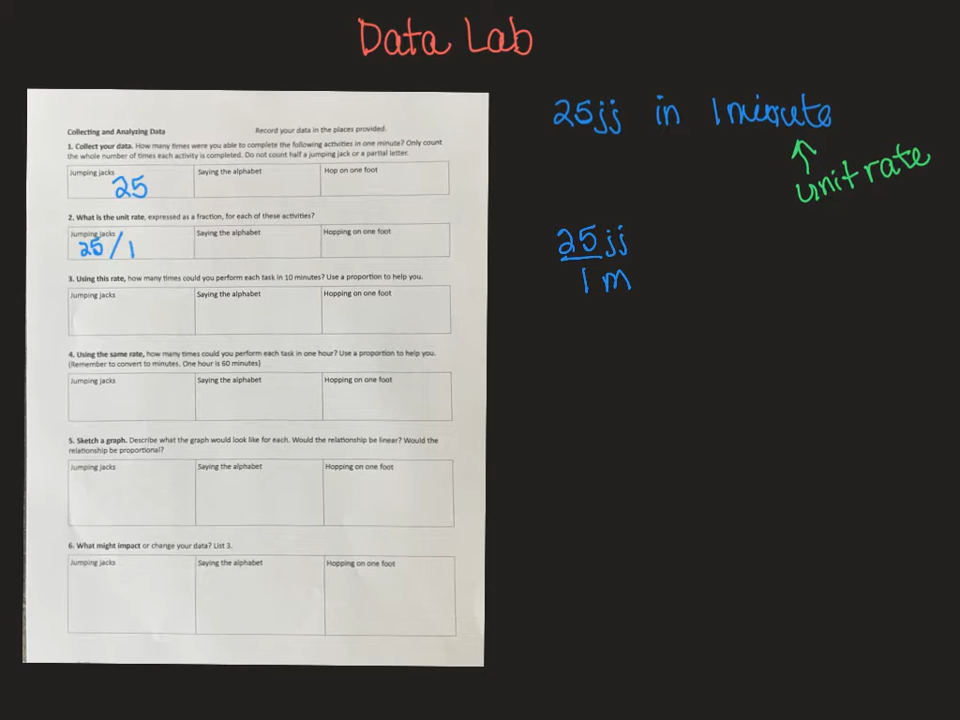 Data Lab
Collecting and Analyzing Data Record your data in the places provided.
1. Collect your data. How many times were you able to complete the following activities in one minute? Only count
the whole number of times each activity is completed. Do not count half a jumping jack or a partial letter.
Jumping jacks Saying the alphabet Hop on one foot
25
2. What is the unit rate, expressed as a fraction, for each of these activities?
Jumping jacks Saying the alphabet Hopping on one foot
25/1
3. Using this rate, how many times could you perform each task in 10 minutes? Use a proportion to help you.
Jumping jacks Saying the alphabet Hopping on one foot
4. Using the same rate, how many times could you perform each task in one hour? Use a proportion to help you.
(Remember to convert to minutes. One hour is 60 minutes)
Jumping jacks Saying the alphabet Hopping on one foot
5. Sketch a graph. Describe what the graph would look like for each. Would the relationship be linear? Would the
relationship be proportional?
Jumping jacks Saying the alphabet Hopping on one foot
6. What might impact or change your data? List 3.
Jumping jacks Saying the alphabet Hopping on one foot
25jj in 1 minute
unit rate
25jj
1 m